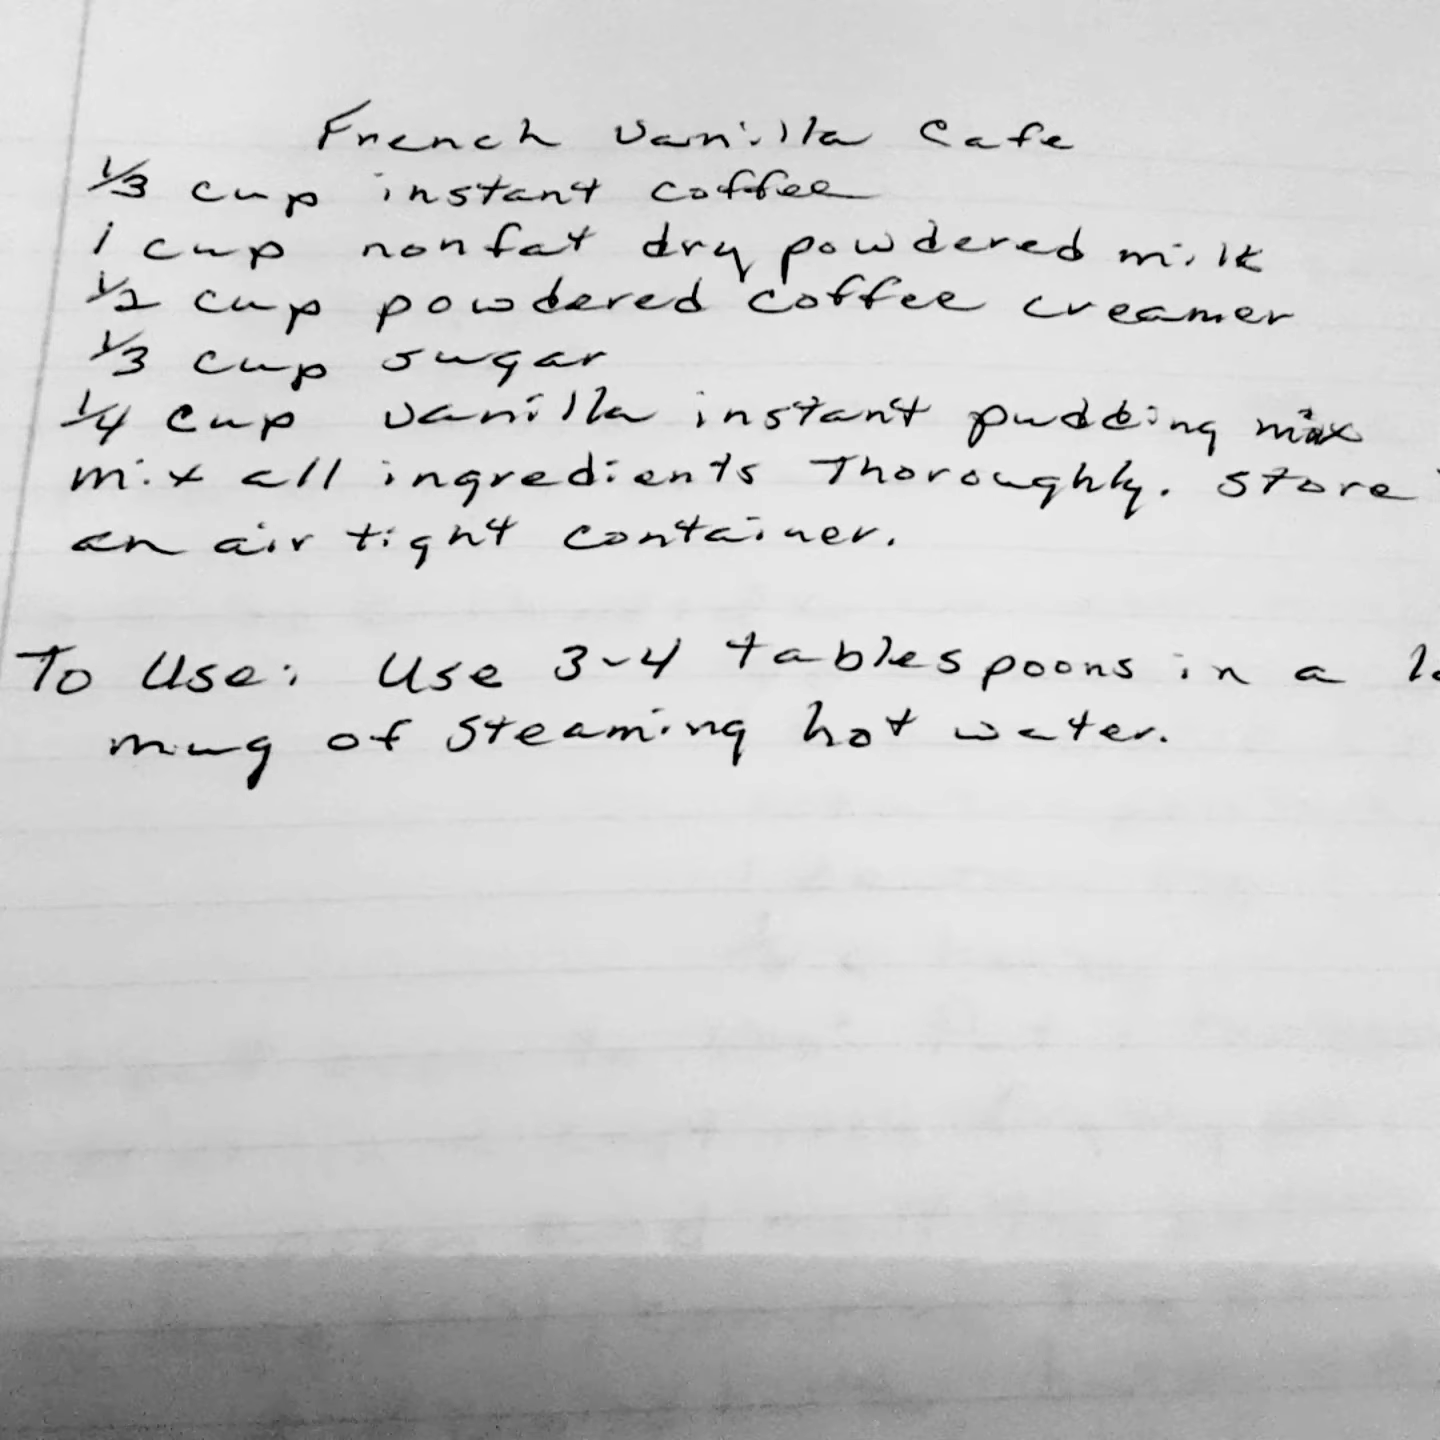 French Vanilla Cafe
1/3 cup instant coffee
1 cup nonfat dry powdered milk
1/2 cup powdered coffee creamer
1/3 cup sugar
1/4 cup vanilla instant pudding mix
mix all ingredients Thoroughly. Store
an air tight container.
To Use: Use 3-4 tablespoons in a
mug of steaming hot water.